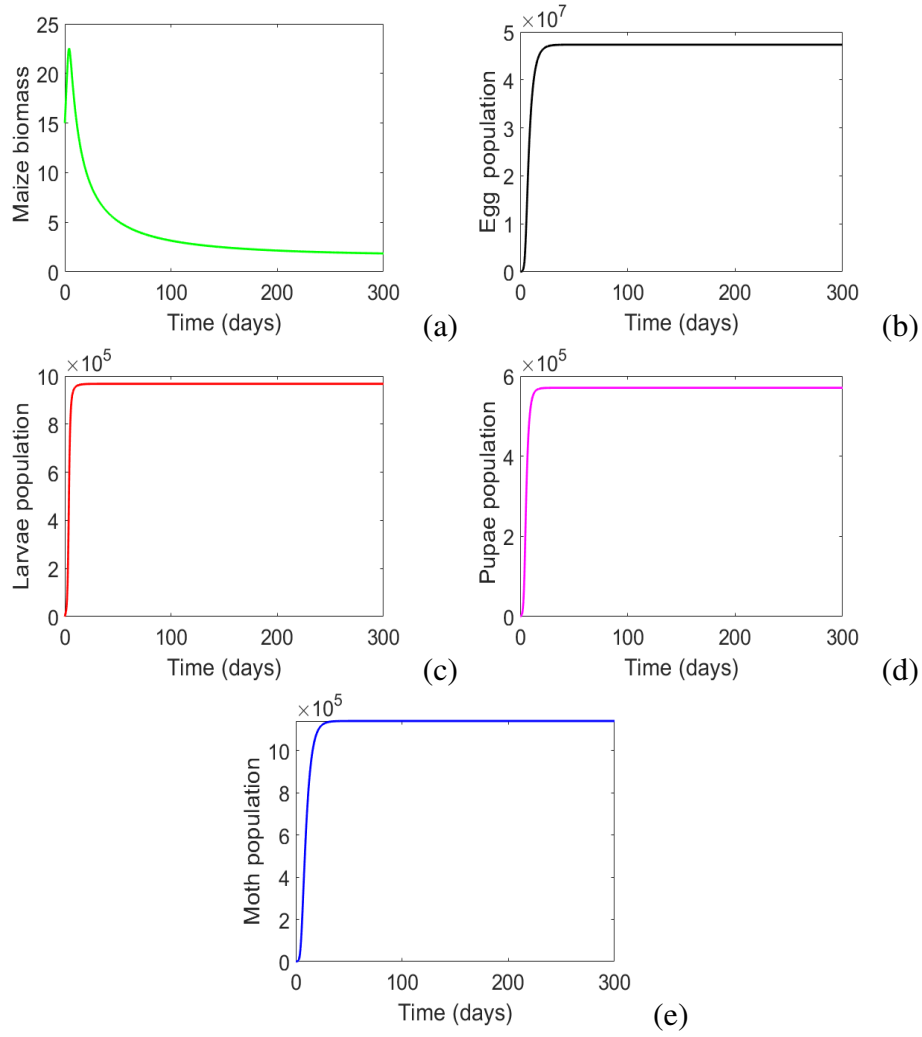 25
20
15
10
5
0
Maize biomass
0 100 200 300
Time (days)
(a)
×10^7
5
4
3
2
1
0
Egg population
0 100 200 300
Time (days)
(b)
×10^5
10
8
6
4
2
0
Larvae population
0 100 200 300
Time (days)
(c)
×10^5
6
4
2
0
Pupae population
0 100 200 300
Time (days)
(d)
×10^5
10
8
6
4
2
0
Moth population
0 100 200 300
Time (days)
(e)